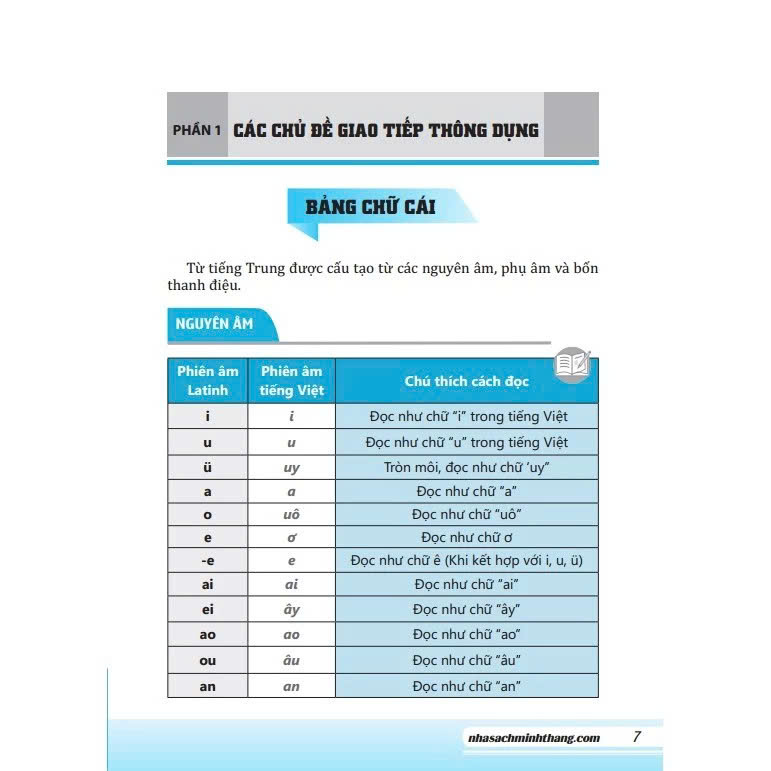 PHẦN 1 CÁC CHỦ ĐỀ GIAO TIẾP THÔNG DỤNG
BẢNG CHỮ CÁI
Từ tiếng Trung được cấu tạo từ các nguyên âm, phụ âm và bốn
thanh điệu.
NGUYÊN ÂM
Phiên âm Latinh Phiên âm tiếng Việt Chú thích cách đọc
i i Đọc như chữ “i” trong tiếng Việt
u u Đọc như chữ “u” trong tiếng Việt
ü uy Tròn môi, đọc như chữ ‘uy”
a a Đọc như chữ “a”
o uô Đọc như chữ “uô”
e ơ Đọc như chữ ơ
-e e Đọc như chữ ê (Khi kết hợp với i, u, ü)
ai ai Đọc như chữ “ai”
ei ây Đọc như chữ “ây”
ao ao Đọc như chữ “ao”
ou âu Đọc như chữ “âu”
an an Đọc như chữ “an”
nhasachminhthang.com 7